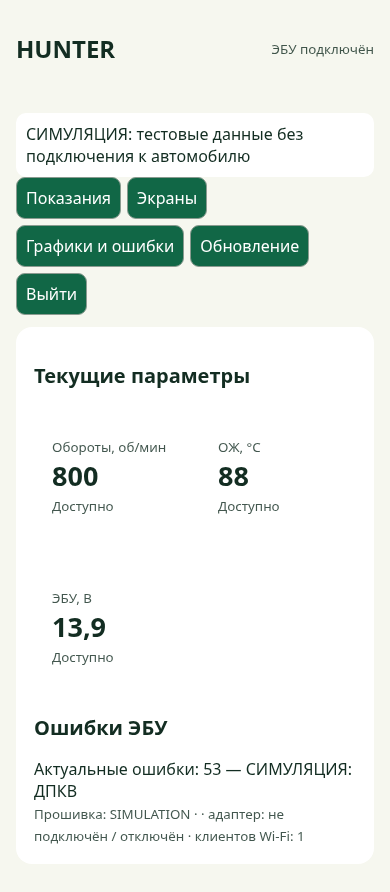 HUNTER
ЭБУ подключён
СИМУЛЯЦИЯ: тестовые данные без
подключения к автомобилю
Показания
Экраны
Графики и ошибки
Обновление
Выйти
Текущие параметры
Обороты, об/мин
ОЖ, °C
800
88
Доступно
Доступно
ЭБУ, В
13,9
Доступно
Ошибки ЭБУ
Актуальные ошибки: 53 — СИМУЛЯЦИЯ:
ДПКВ
Прошивка: SIMULATION · · адаптер: не
подключён / отключён · клиентов Wi-Fi: 1